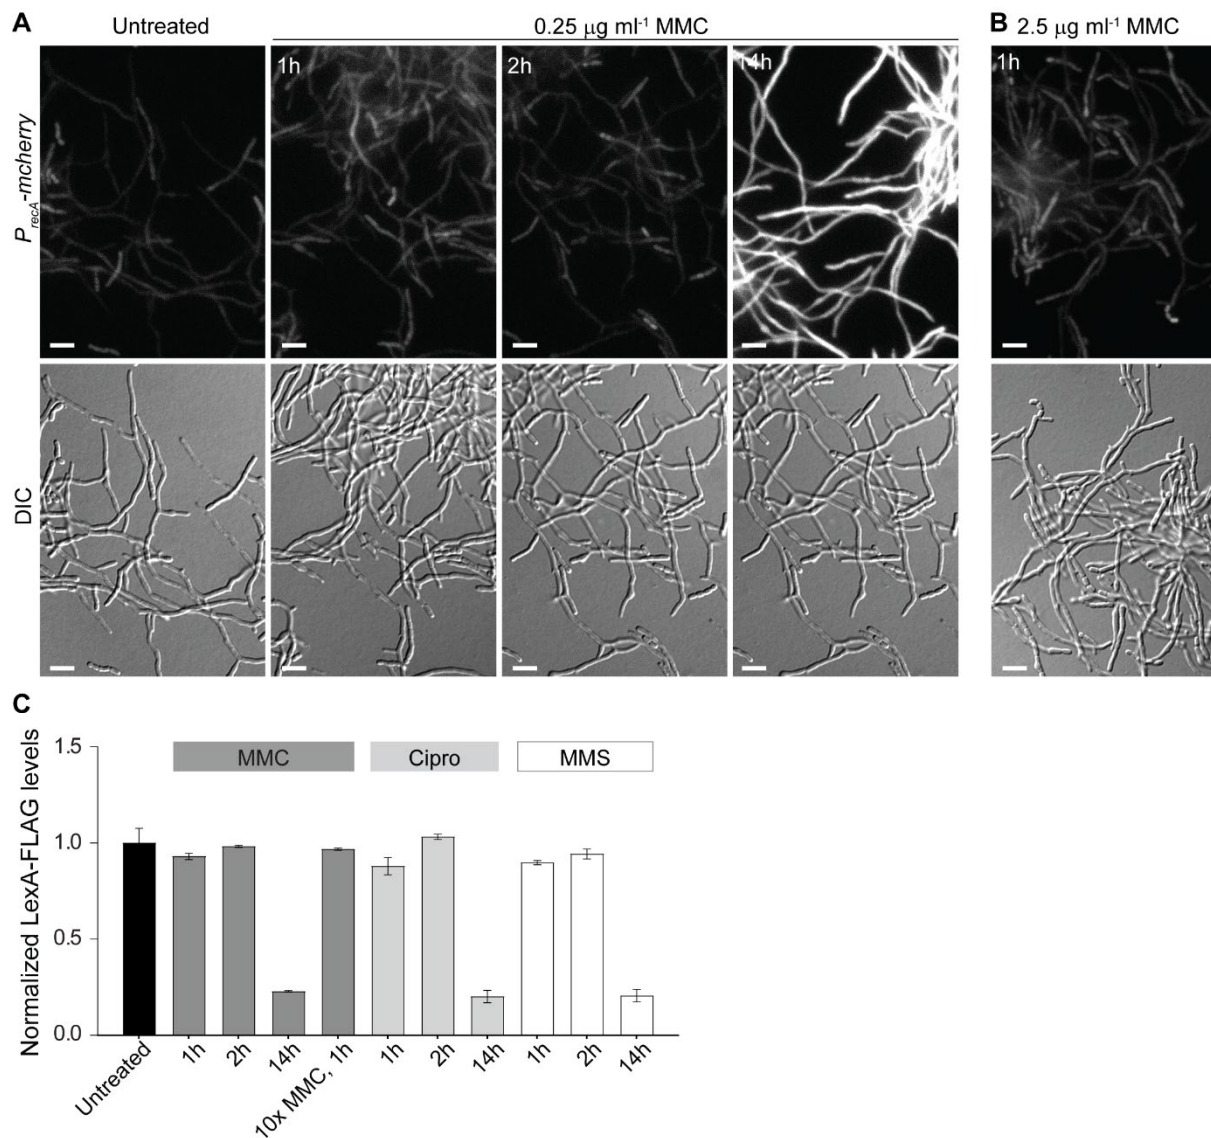 A
Untreated
0.25 µg ml⁻¹ MMC
B
2.5 µg ml⁻¹ MMC
1h
2h
14h
1h
P_recA-mcherry
DIC
C
Normalized LexA-FLAG levels
1.5
1.0
0.5
0.0
MMC
Cipro
MMS
Untreated
1h
2h
14h
10x MMC, 1h
1h
2h
14h
1h
2h
14h